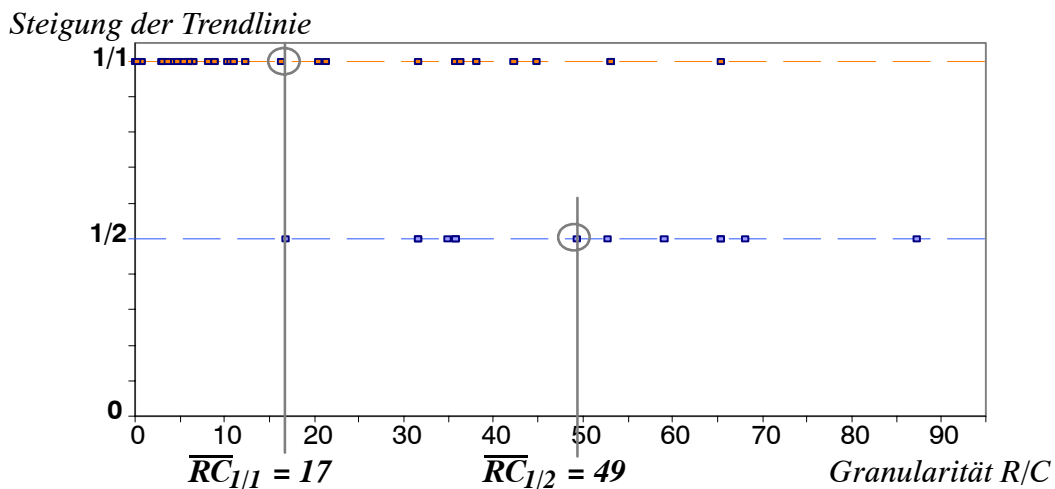 Steigung der Trendlinie
1/1
1/2
0
0 10 20 30 40 50 60 70 80 90
RC1/1 = 17 RC1/2 = 49 Granularität R/C